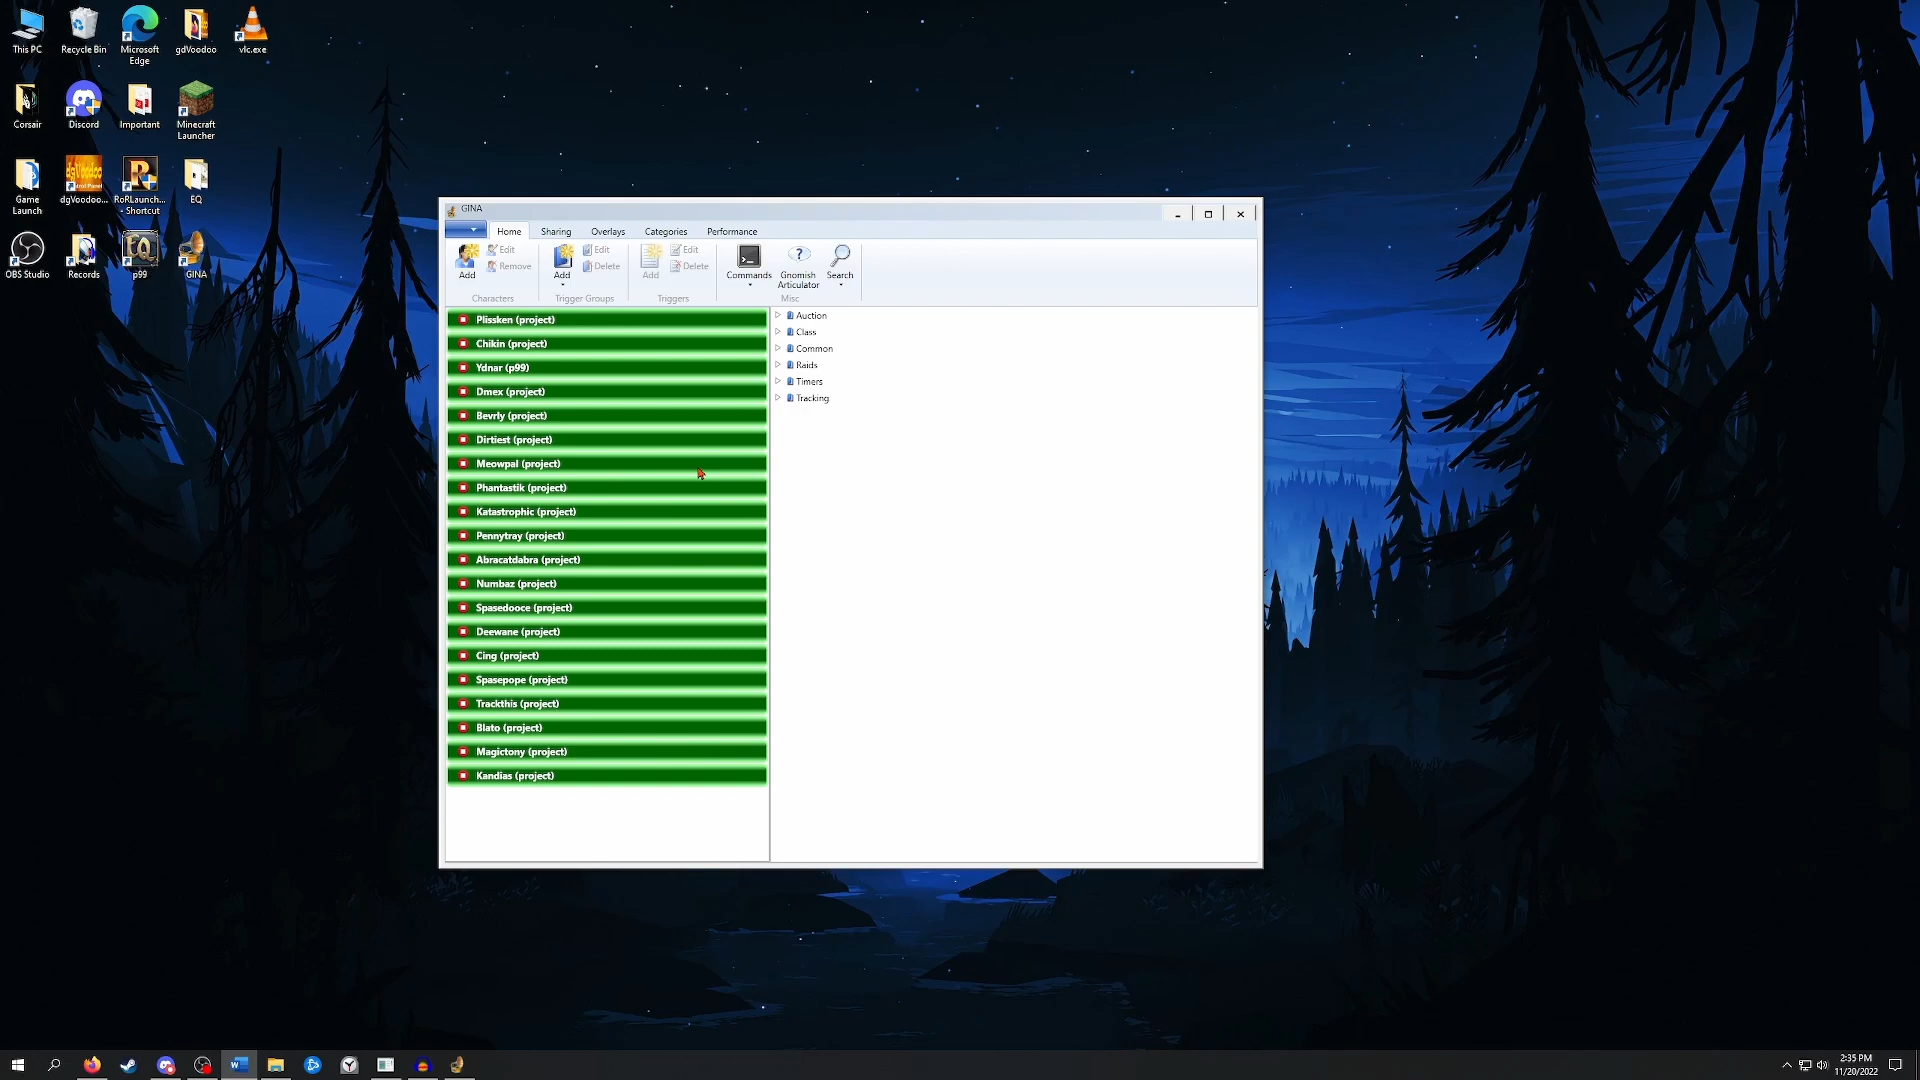 This PC
Recycle Bin
Microsoft
Edge
gdVoodoo
vlc.exe
Corsair
Discord
Important
Minecraft
Launcher
Game
Launch
dgVoodoo...
RoRLaunch...
- Shortcut
EQ
OBS Studio
Records
p99
GINA
GINA
Home
Sharing
Overlays
Categories
Performance
Add
Edit
Remove
Characters
Add
Edit
Delete
Trigger Groups
Add
Edit
Delete
Triggers
Commands
Gnomish
Articulator
Search
Misc
Plissken (project)
Chikin (project)
Ydnar (p99)
Dmex (project)
Bevrly (project)
Dirtiest (project)
Meowpal (project)
Phantastik (project)
Katastrophic (project)
Pennytray (project)
Abracatdabra (project)
Numbaz (project)
Spasedooce (project)
Deewane (project)
Cing (project)
Spasepope (project)
Trackthis (project)
Blato (project)
Magictony (project)
Kandias (project)
Auction
Class
Common
Raids
Timers
Tracking
2:35 PM
11/20/2022